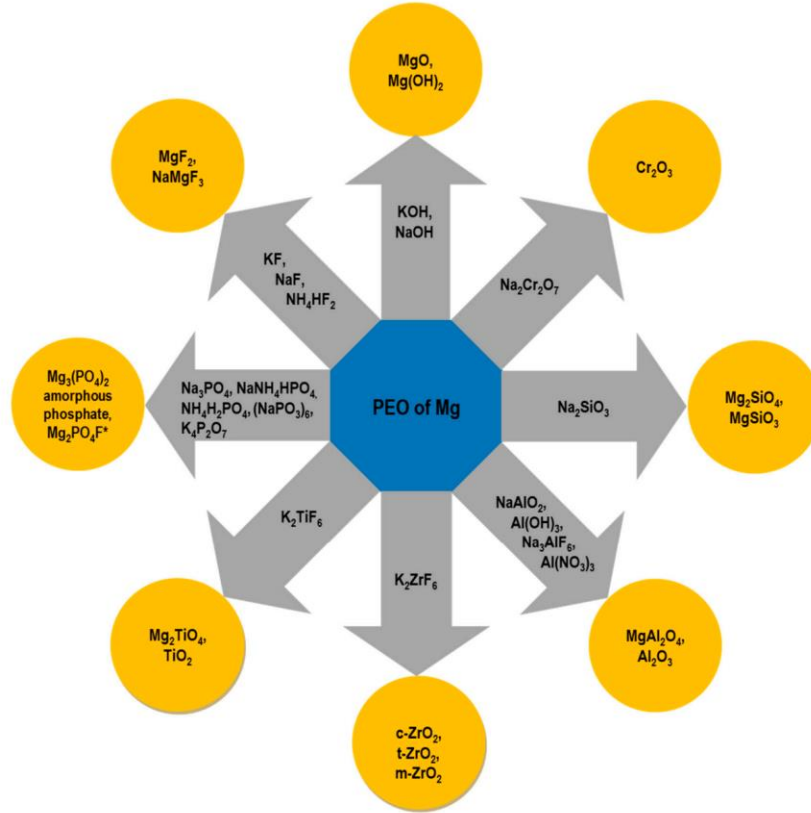 MgO,
Mg(OH)₂
KOH,
NaOH
Cr₂O₃
Na₂Cr₂O₇
Mg₂SiO₄,
MgSiO₃
Na₂SiO₃
MgAl₂O₄,
Al₂O₃
NaAlO₂,
Al(OH)₃,
Na₃AlF₆,
Al(NO₃)₃
c-ZrO₂,
t-ZrO₂,
m-ZrO₂
K₂ZrF₆
Mg₂TiO₄,
TiO₂
K₂TiF₆
Mg₃(PO₄)₂
amorphous
phosphate,
Mg₂PO₄F*
Na₃PO₄, NaNH₄HPO₄,
NH₄H₂PO₄, (NaPO₃)₆,
K₄P₂O₇
MgF₂,
NaMgF₃
KF,
NaF,
NH₄HF₂
PEO of Mg